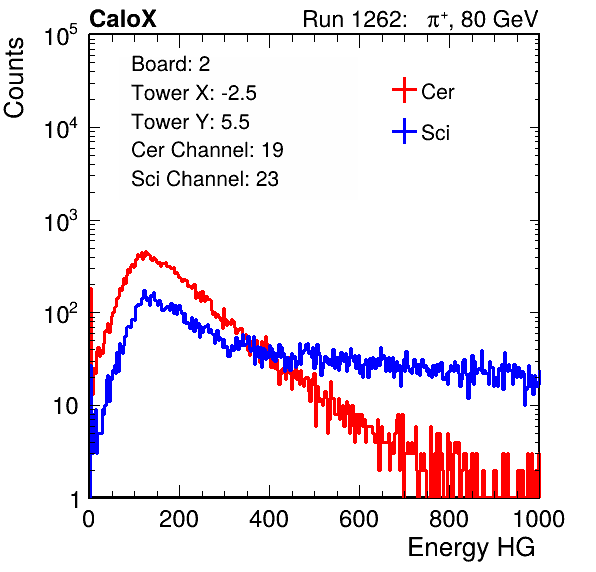 CaloX Run 1262: π⁺, 80 GeV
Counts
Board: 2
Tower X: -2.5
Tower Y: 5.5
Cer Channel: 19
Sci Channel: 23
Cer
Sci
10⁵
10⁴
10³
10²
10
1
0 200 400 600 800 1000
Energy HG